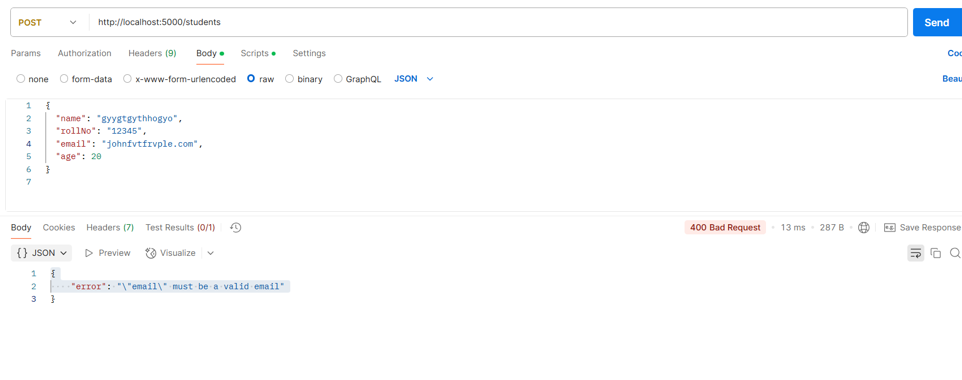 POST http://localhost:5000/students Send
Params Authorization Headers (9) Body Scripts Settings Coo
none form-data x-www-form-urlencoded raw binary GraphQL JSON Beau
1 {
2 "name": "gyygtgythhogyo",
3 "rollNo": "12345",
4 "email": "johnfvtfrvple.com",
5 "age": 20
6 }
7
Body Cookies Headers (7) Test Results (0/1) 400 Bad Request • 13 ms • 287 B • Save Response
{ } JSON Preview Visualize
1 {
2 "error": "\"email\" must be a valid email"
3 }